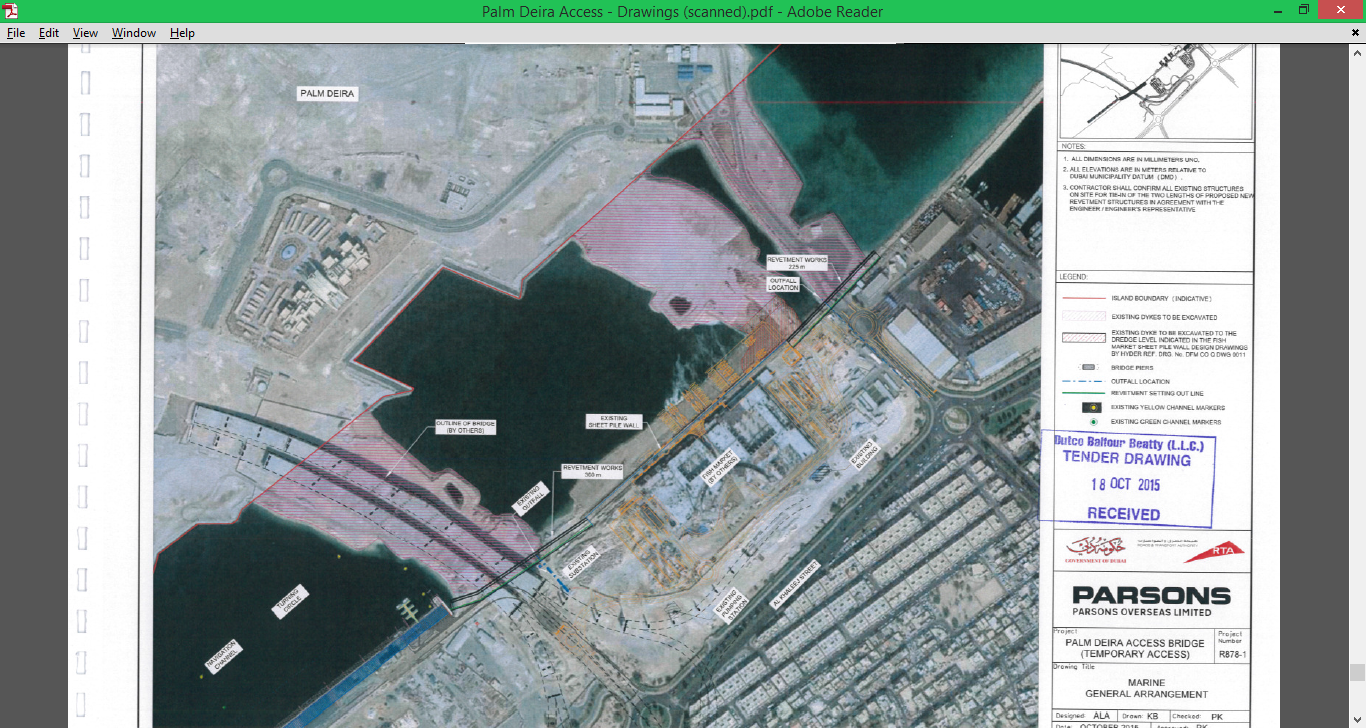 Palm Deira Access - Drawings (scanned).pdf - Adobe Reader
File Edit View Window Help
PALM DEIRA
REVETMENT WORKS
225 m
OUTFALL
LOCATION
OUTLINE OF BRIDGE
(BY OTHERS)
EXISTING
SHEET PILE WALL
REVETMENT WORKS
350 m
EXISTING
OUTFALL
FISH MARKET
(BY OTHERS)
EXISTING
BUILDING
EXISTING
SUBSTATION
EXISTING
PUMPING
STATION
AL KHALEEJ STREET
TURNING
CIRCLE
NAVIGATION
CHANNEL
NOTES:
1. ALL DIMENSIONS ARE IN MILLIMETERS UNO.
2. ALL ELEVATIONS ARE IN METERS RELATIVE TO
DUBAI MUNICIPALITY DATUM (DMD).
3. CONTRACTOR SHALL CONFIRM ALL EXISTING STRUCTURES
ON SITE FOR TIE-IN OF THE TWO LENGTHS OF PROPOSED NEW
REVETMENT STRUCTURES IN AGREEMENT WITH THE
ENGINEER / ENGINEER'S REPRESENTATIVE
LEGEND:
ISLAND BOUNDARY (INDICATIVE)
EXISTING DYKES TO BE EXCAVATED
EXISTING DYKE TO BE EXCAVATED TO THE
DREDGE LEVEL INDICATED IN THE FISH
MARKET SHEET PILE WALL DESIGN DRAWINGS
BY HYDER REF. DRG. No. DFM CO G DWG 9011
BRIDGE PIERS
OUTFALL LOCATION
REVETMENT SETTING OUT LINE
EXISTING YELLOW CHANNEL MARKERS
EXISTING GREEN CHANNEL MARKERS
Dutco Balfour Beatty (L.L.C.)
TENDER DRAWING
18 OCT 2015
RECEIVED
GOVERNMENT OF DUBAI
RTA
PARSONS
PARSONS OVERSEAS LIMITED
Project
PALM DEIRA ACCESS BRIDGE
(TEMPORARY ACCESS)
Project
Number
R878-1
Drawing Title
MARINE
GENERAL ARRANGEMENT
Designed: ALA Drawn: KB Checked: PK
Date: OCTOBER 2015